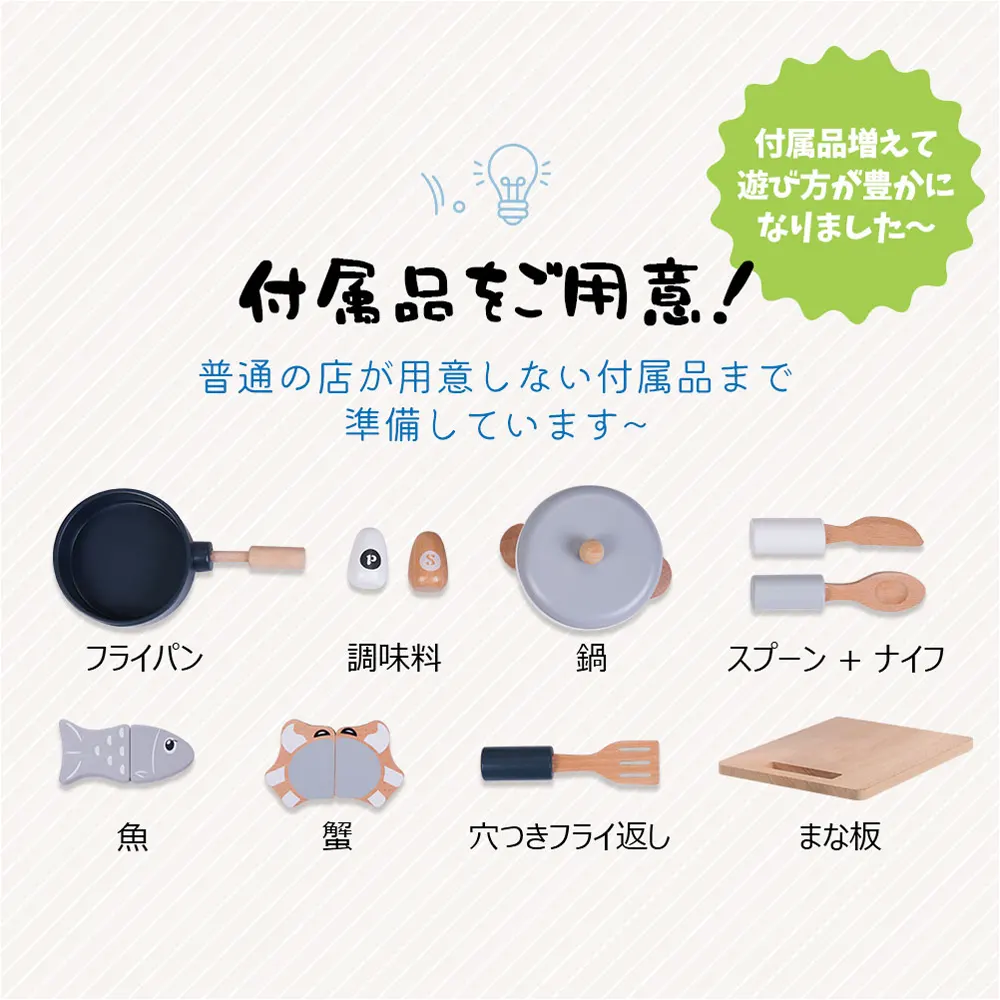 付属品増えて
遊び方が豊かに
なりました〜
付属品をご用意！
普通の店が用意しない付属品まで
準備しています~
P
S
フライパン
調味料
鍋
スプーン + ナイフ
魚
蟹
穴つきフライ返し
まな板